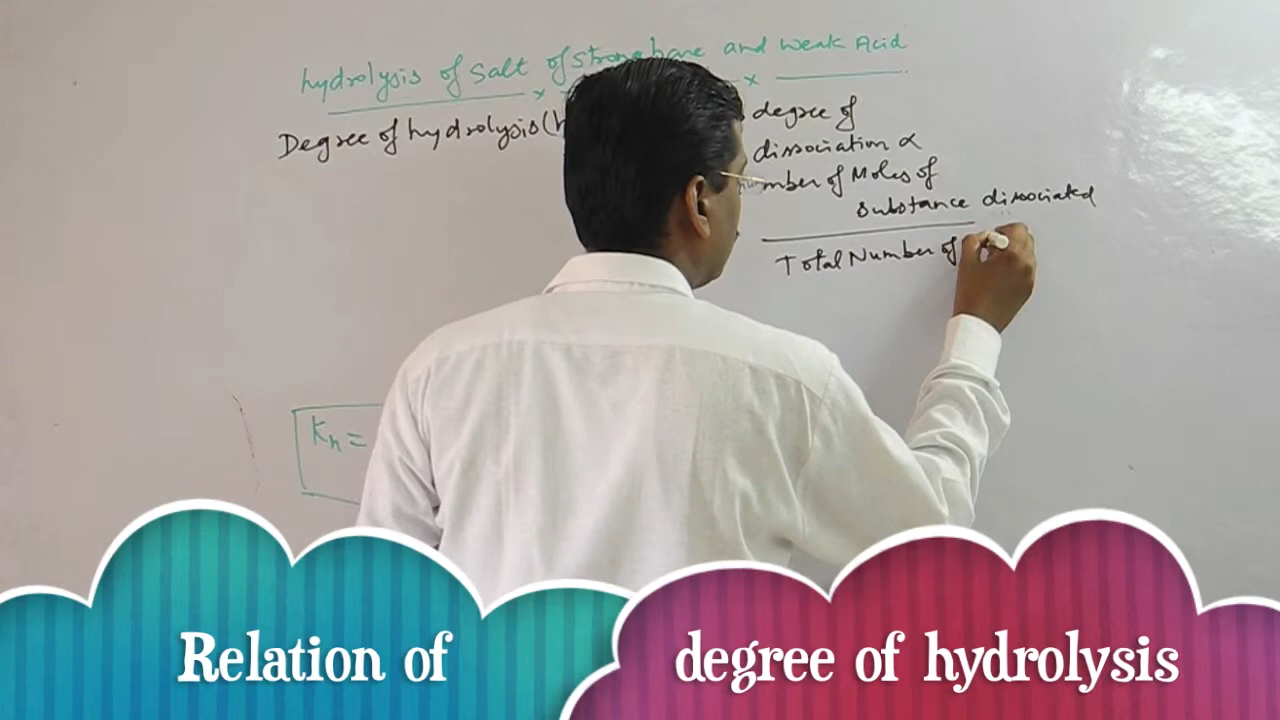 hydrolysis of Salt of strong base and weak Acid
Degree of hydrolysis (h
degree of
dissociation α
Number of Moles of
substance dissociated
Total Number of
Kh =
Relation of degree of hydrolysis